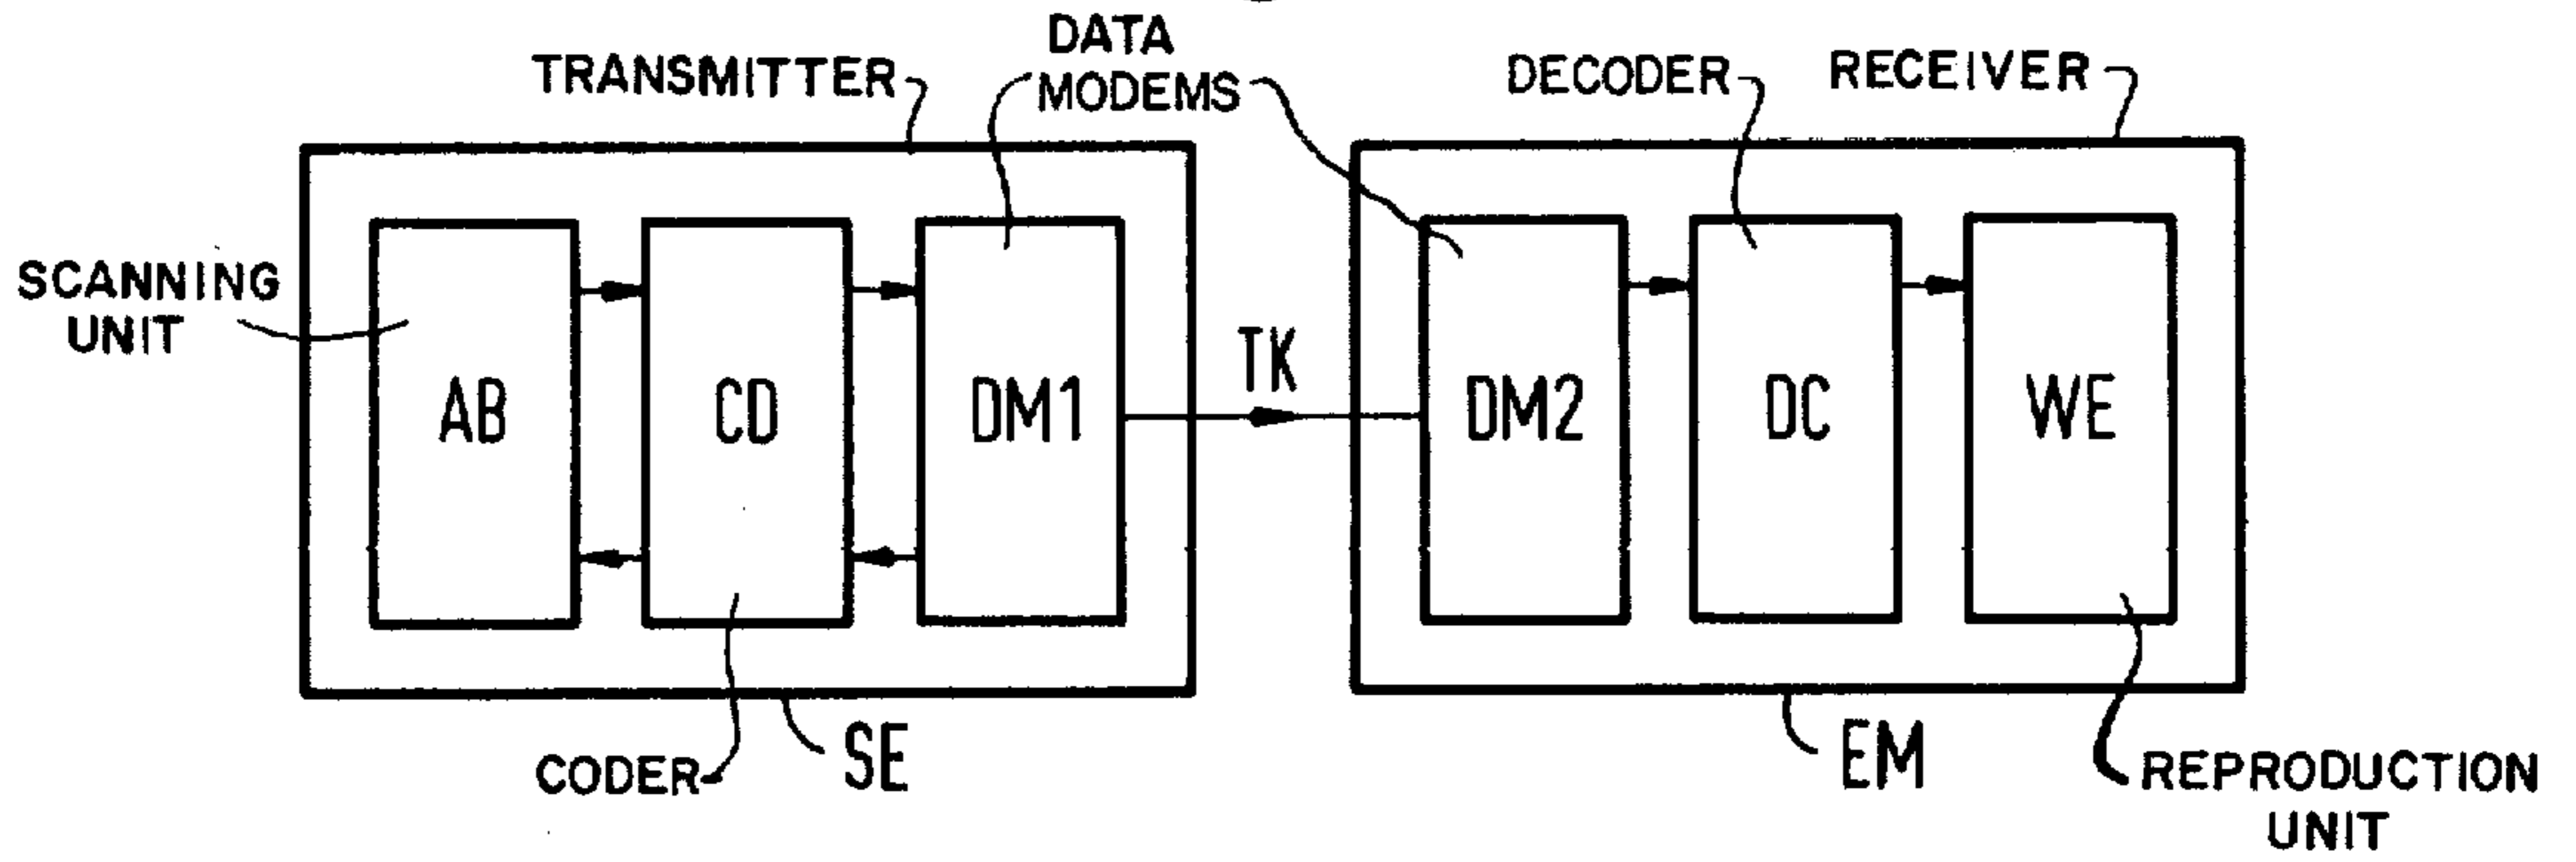 DATA
MODEMS
TRANSMITTER
DECODER
RECEIVER
SCANNING
UNIT
AB
CD
DM1
TK
DM2
DC
WE
CODER
SE
EM
REPRODUCTION
UNIT